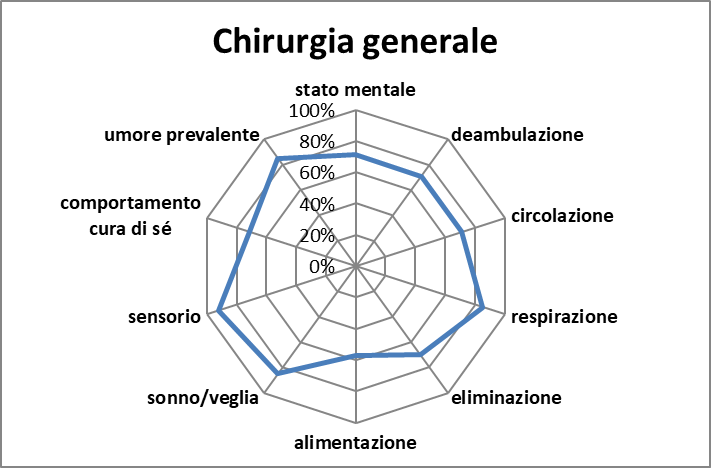 Chirurgia generale
stato mentale
100%
80%
60%
40%
20%
0%
deambulazione
circolazione
respirazione
eliminazione
alimentazione
sonno/veglia
sensorio
comportamento
cura di sé
umore prevalente